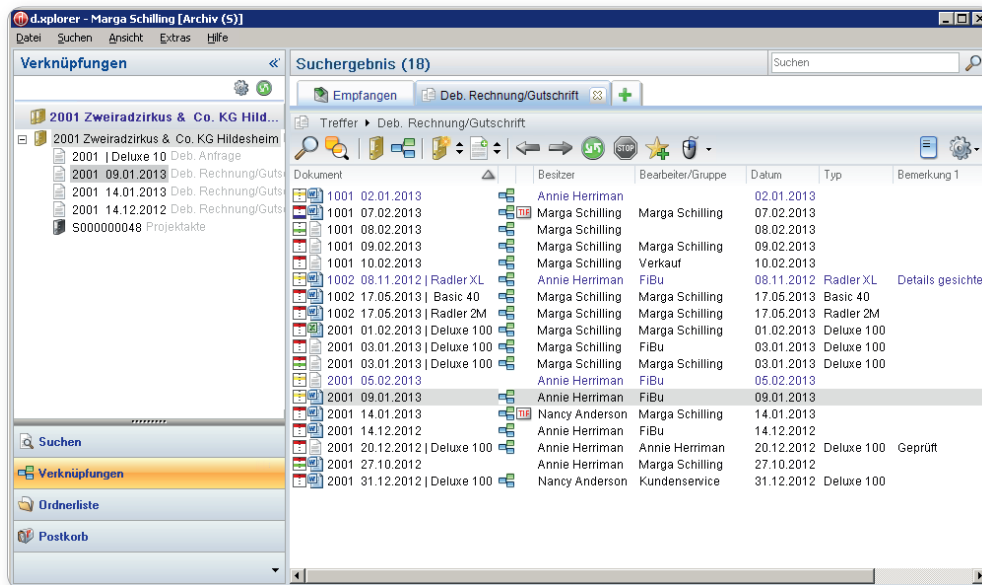 d.xplorer - Marga Schilling [Archiv (S)]
Datei Suchen Ansicht Extras Hilfe
Verknüpfungen «
2001 Zweiradzirkus & Co. KG Hild...
2001 Zweiradzirkus & Co. KG Hildesheim
2001 | Deluxe 10 Deb. Anfrage
2001 09.01.2013 Deb. Rechnung/Guts
2001 14.01.2013 Deb. Rechnung/Guts
2001 14.12.2012 Deb. Rechnung/Guts
S000000048 Projektakte
Suchen
Verknüpfungen
Ordnerliste
Postkorb
Suchergebnis (18) Suchen
Empfangen Deb. Rechnung/Gutschrift
Treffer Deb. Rechnung/Gutschrift
STOP
Dokument Besitzer Bearbeiter/Gruppe Datum Typ Bemerkung 1
1001 02.01.2013 Annie Herriman 02.01.2013
1001 07.02.2013 TIF Marga Schilling Marga Schilling 07.02.2013
1001 08.02.2013 Marga Schilling 08.02.2013
1001 09.02.2013 Marga Schilling Marga Schilling 09.02.2013
1001 10.02.2013 Marga Schilling Verkauf 10.02.2013
1002 08.11.2012 | Radler XL Annie Herriman FiBu 08.11.2012 Radler XL Details gesichte
1002 17.05.2013 | Basic 40 Marga Schilling Marga Schilling 17.05.2013 Basic 40
1002 17.05.2013 | Radler 2M Marga Schilling Marga Schilling 17.05.2013 Radler 2M
2001 01.02.2013 | Deluxe 100 Marga Schilling Marga Schilling 01.02.2013 Deluxe 100
2001 03.01.2013 | Deluxe 100 Marga Schilling FiBu 03.01.2013 Deluxe 100
2001 03.01.2013 | Deluxe 100 Marga Schilling Marga Schilling 03.01.2013 Deluxe 100
2001 05.02.2013 Annie Herriman FiBu 05.02.2013
2001 09.01.2013 Annie Herriman FiBu 09.01.2013
2001 14.01.2013 TIF Nancy Anderson Marga Schilling 14.01.2013
2001 14.12.2012 Annie Herriman FiBu 14.12.2012
2001 20.12.2012 | Deluxe 100 Annie Herriman Annie Herriman 20.12.2012 Deluxe 100 Geprüft
2001 27.10.2012 Annie Herriman Marga Schilling 27.10.2012
2001 31.12.2012 | Deluxe 100 Nancy Anderson Kundenservice 31.12.2012 Deluxe 100